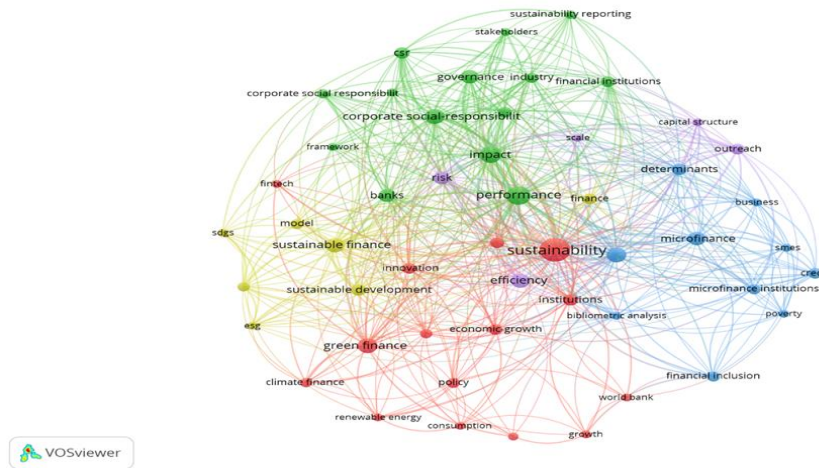 sustainability reporting
stakeholders
csr
governance
industry
financial institutions
corporate social responsibilit
corporate social-responsibilit
capital structure
scale
outreach
framework
impact
determinants
risk
fintech
banks
performance
finance
business
sdgs
model
sustainable finance
microfinance
smes
sustainability
innovation
cre
efficiency
microfinance institutions
sustainable development
institutions
poverty
bibliometric analysis
esg
economic growth
green finance
climate finance
policy
financial inclusion
world bank
renewable energy
consumption
growth
VOSviewer